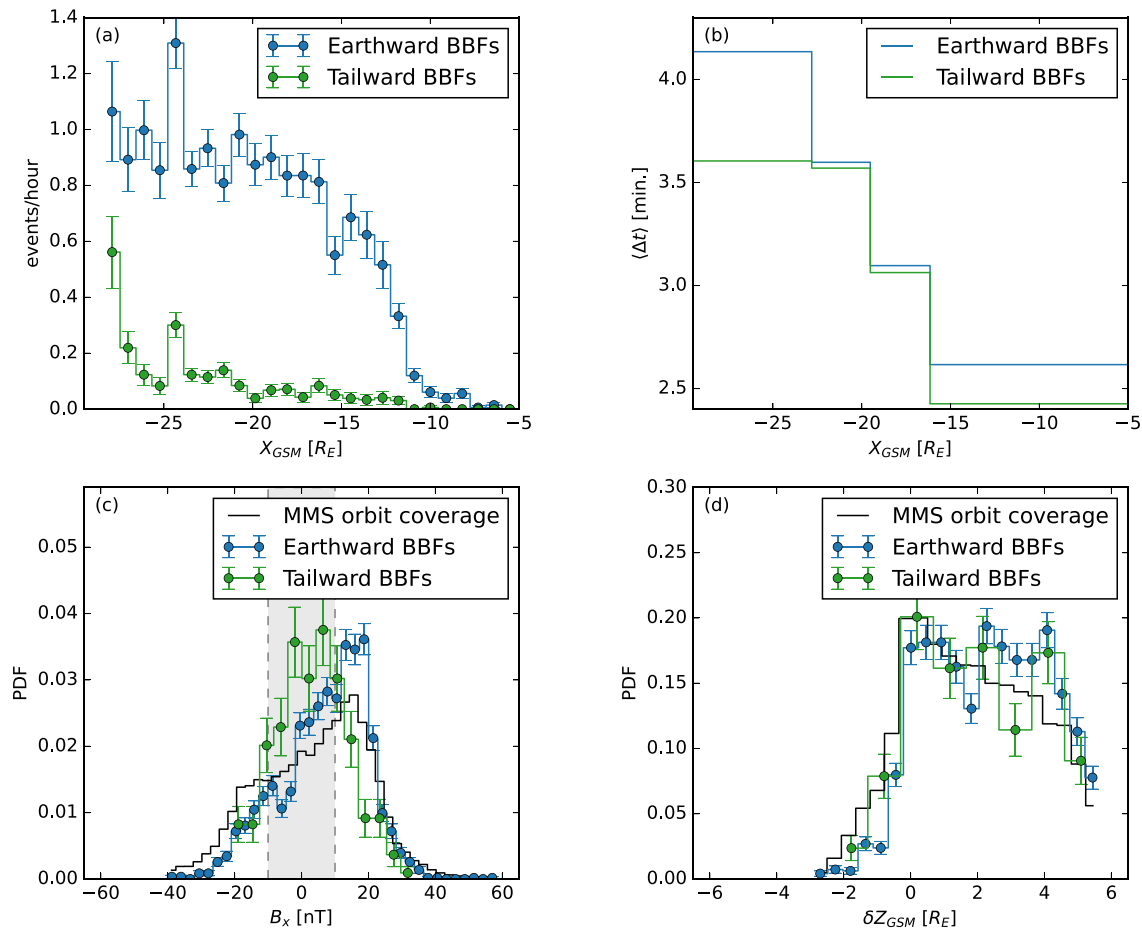 (a)
Earthward BBFs
Tailward BBFs
events/hour
1.4
1.2
1.0
0.8
0.6
0.4
0.2
0.0
−25 −20 −15 −10 −5
X_GSM [R_E]
(b)
Earthward BBFs
Tailward BBFs
⟨Δt⟩ [min.]
4.0
3.5
3.0
2.5
−25 −20 −15 −10 −5
X_GSM [R_E]
(c)
MMS orbit coverage
Earthward BBFs
Tailward BBFs
PDF
0.05
0.04
0.03
0.02
0.01
0.00
−60 −40 −20 0 20 40 60
B_x [nT]
(d)
MMS orbit coverage
Earthward BBFs
Tailward BBFs
PDF
0.30
0.25
0.20
0.15
0.10
0.05
0.00
−6 −4 −2 0 2 4 6
δZ_GSM [R_E]